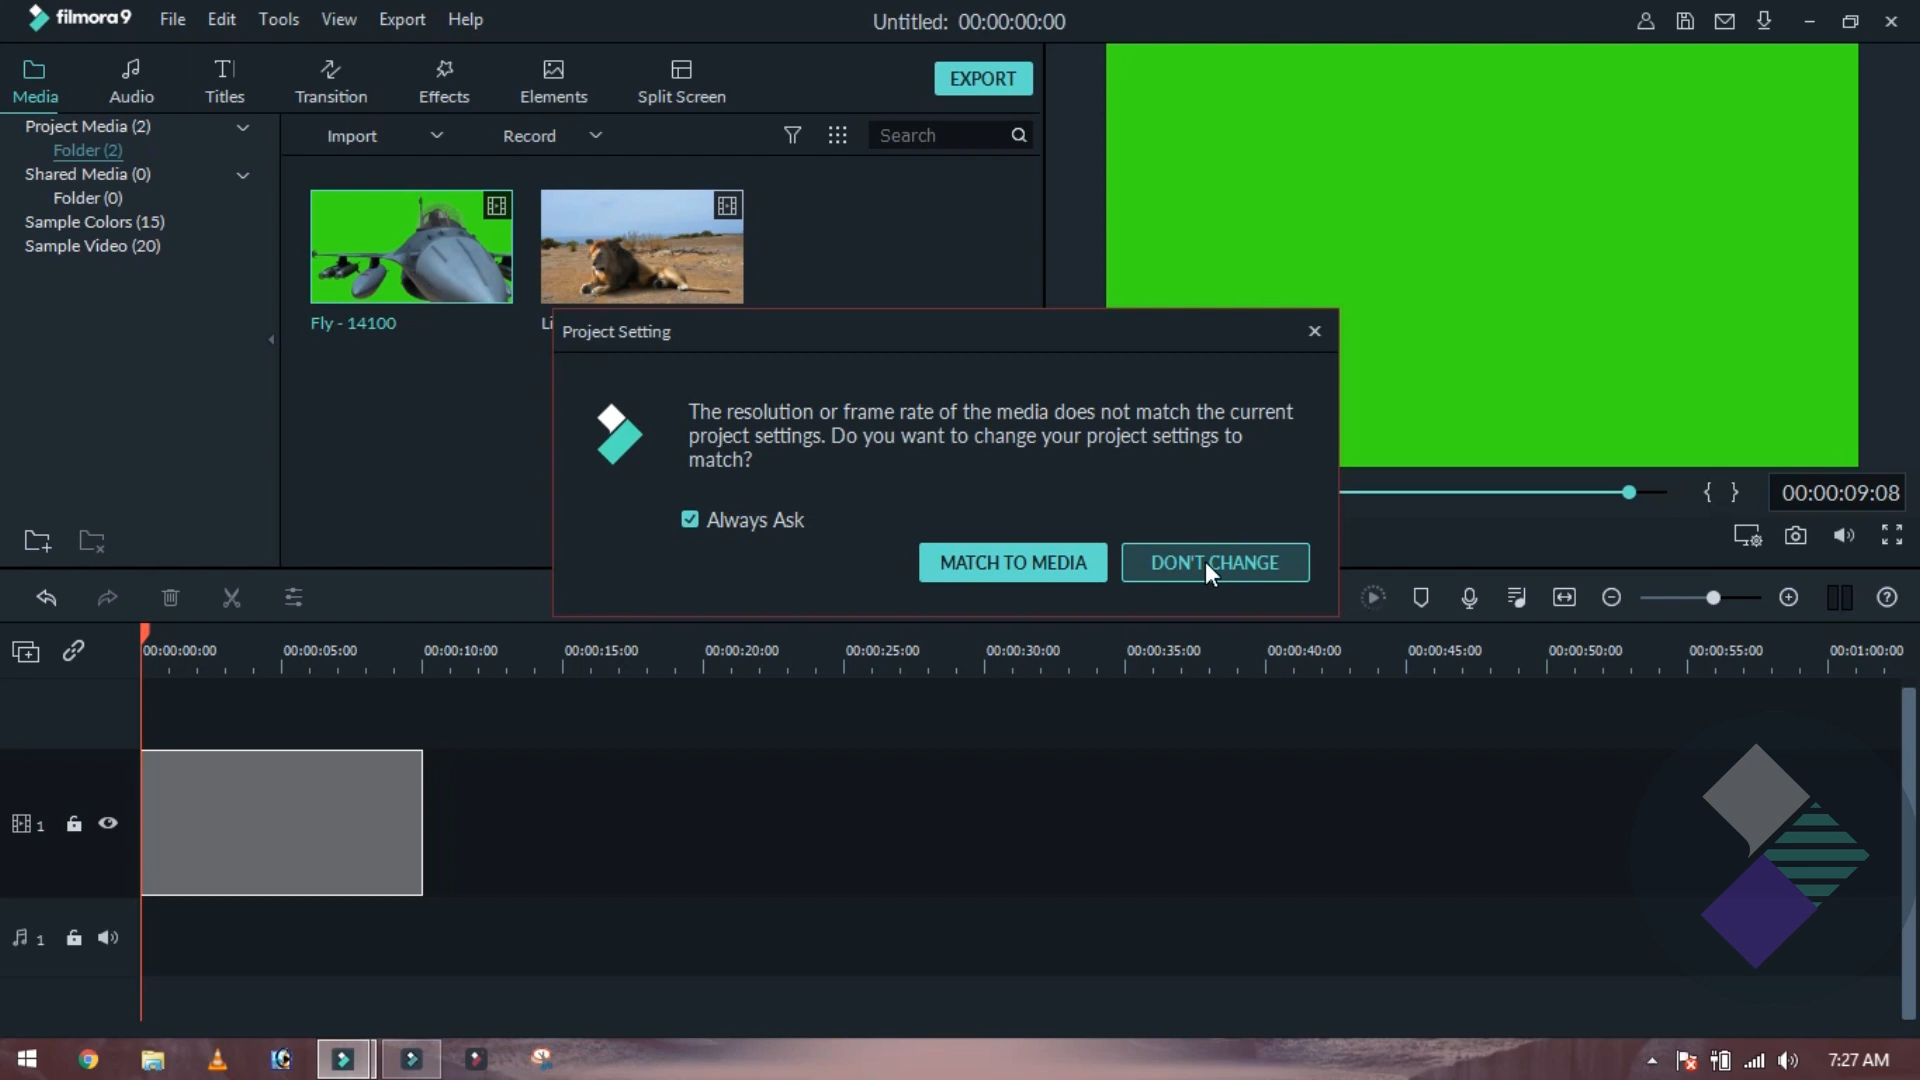 filmora9 File Edit Tools View Export Help Untitled: 00:00:00:00
Media Audio Titles Transition Effects Elements Split Screen EXPORT
Project Media (2)
Folder (2)
Shared Media (0)
Folder (0)
Sample Colors (15)
Sample Video (20)
Import Record Search
Fly - 14100
Li
Project Setting
The resolution or frame rate of the media does not match the current
project settings. Do you want to change your project settings to
match?
Always Ask
MATCH TO MEDIA DON'T CHANGE
{ } 00:00:09:08
00:00:00:00 00:00:05:00 00:00:10:00 00:00:15:00 00:00:20:00 00:00:25:00 00:00:30:00 00:00:35:00 00:00:40:00 00:00:45:00 00:00:50:00 00:00:55:00 00:01:00:00
1
1
7:27 AM